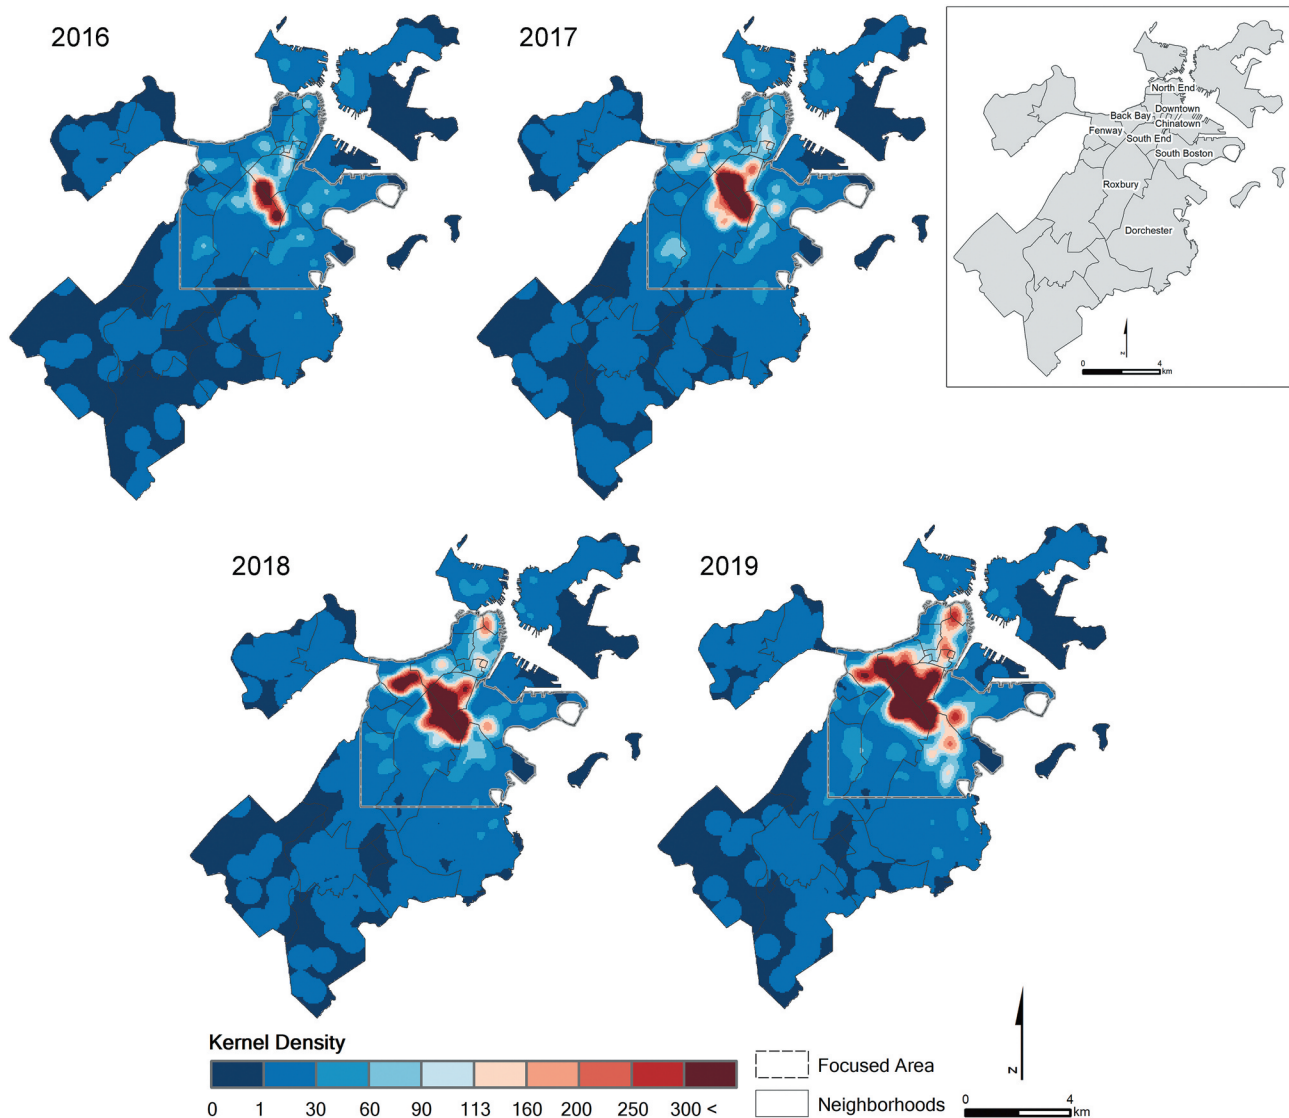 2016
2017
North End
Downtown
Back Bay
Chinatown
Fenway
South End
South Boston
Roxbury
Dorchester
N
0 4
km
2018
2019
Kernel Density
0 1 30 60 90 113 160 200 250 300 <
Focused Area
Neighborhoods
N
0 4
km